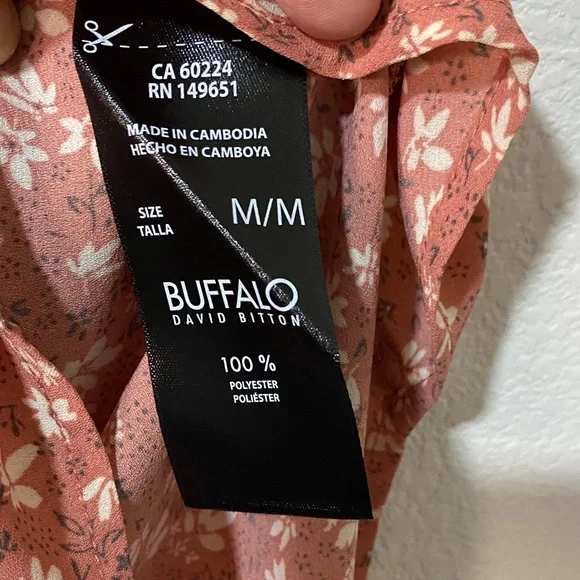 CA 60224
RN 149651
MADE IN CAMBODIA
HECHO EN CAMBOYA
SIZE M/M
TALLA
BUFFALO
DAVID BITTON
100 %
POLYESTER
POLIÉSTER